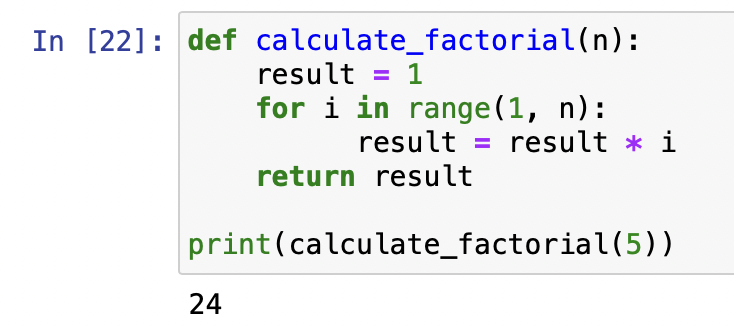 In [22]: def calculate_factorial(n):
    result = 1
    for i in range(1, n):
          result = result * i
    return result

print(calculate_factorial(5))
24